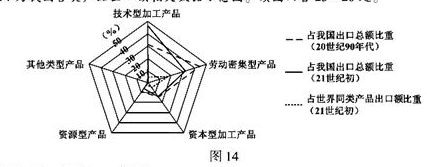 技术型加工产品
(%)
50
40
30
20
10
其他类型产品
劳动密集型产品
资源型产品
资本型加工产品
占我国出口总额比重
(20世纪90年代)
占我国出口总额比重
(21世纪初)
占世界同类产品出口额比重
(21世纪初)
图14